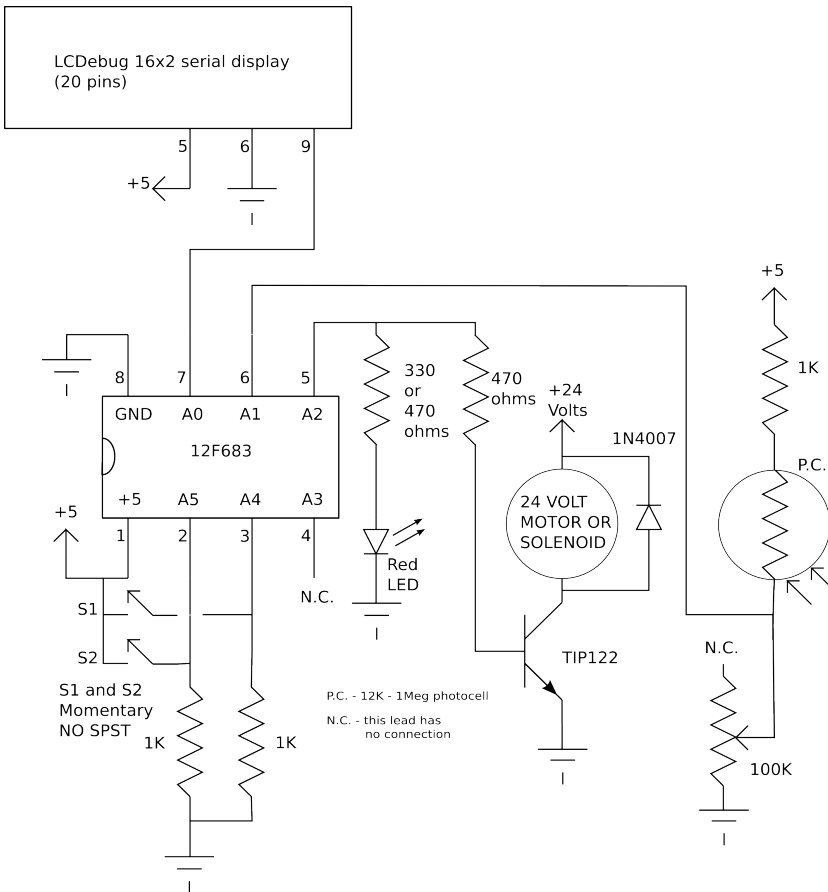 LCDebug 16x2 serial display
(20 pins)
5
6
9
+5
+5
1K
8
7
6
5
330
or
470
ohms
470
ohms
+24
Volts
1N4007
GND
A0
A1
A2
12F683
P.C.
+5
A5
A4
A3
24 VOLT
MOTOR OR
SOLENOID
+5
1
2
3
4
Red
LED
N.C.
S1
S2
TIP122
N.C.
S1 and S2
Momentary
NO SPST
P.C. - 12K - 1Meg photocell
N.C. - this lead has
no connection
1K
1K
100K